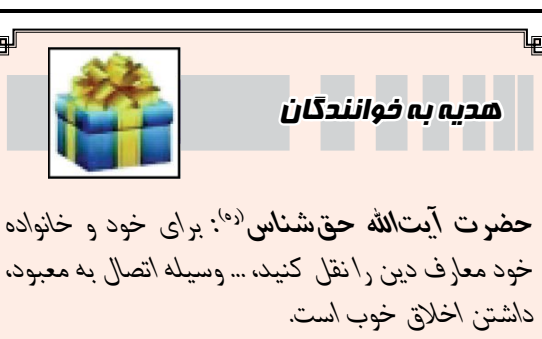 هدیه به خوانندگان
حضرت آیت‌الله حق‌شناس(ره): برای خود و خانواده
خود معارف دین را نقل کنید، ... وسیله اتصال به معبود،
داشتن اخلاق خوب است.